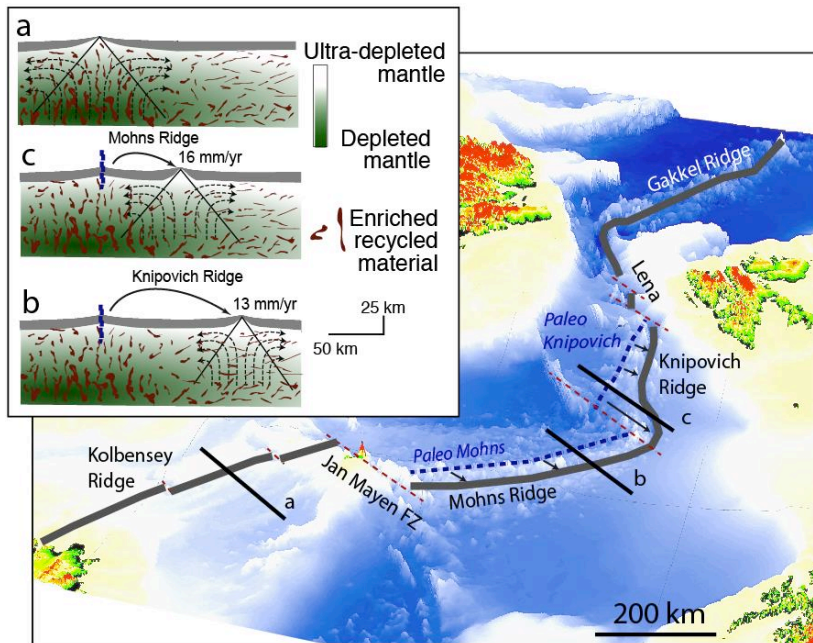 a
Ultra-depleted
mantle
Depleted
mantle
Mohns Ridge
16 mm/yr
c
Enriched
recycled
material
Knipovich Ridge
13 mm/yr
b
25 km
50 km
Gakkel Ridge
Lena
Paleo
Knipovich
Knipovich
Ridge
c
Kolbensey
Ridge
a
Jan Mayen FZ
Paleo Mohns
Mohns Ridge
b
200 km